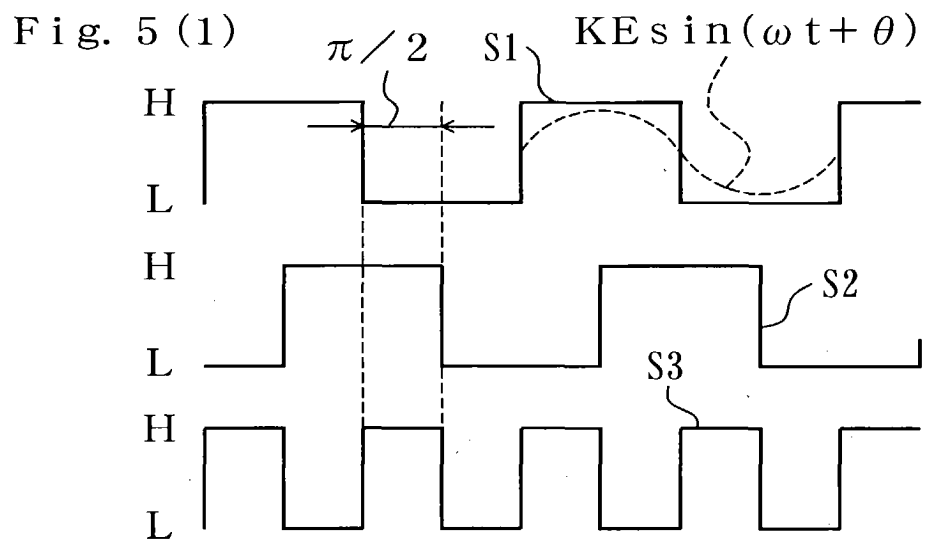 Fig. 5 (1)
π/2
S1
KEsin(ωt+θ)
H
L
H
S2
L
S3
H
L